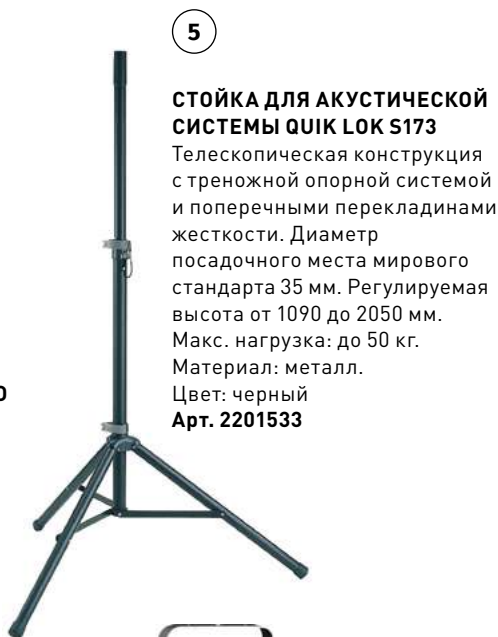 5
СТОЙКА ДЛЯ АКУСТИЧЕСКОЙ
СИСТЕМЫ QUIK LOK S173
Телескопическая конструкция
с треножной опорной системой
и поперечными перекладинами
жесткости. Диаметр
посадочного места мирового
стандарта 35 мм. Регулируемая
высота от 1090 до 2050 мм.
Макс. нагрузка: до 50 кг.
Материал: металл.
Цвет: черный
Арт. 2201533